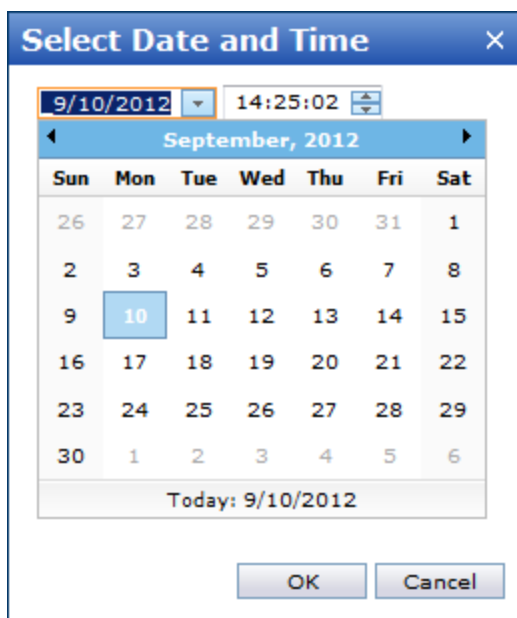 Select Date and Time
_9/10/2012 14:25:02
September, 2012
Sun Mon Tue Wed Thu Fri Sat
26 27 28 29 30 31 1
2 3 4 5 6 7 8
9 10 11 12 13 14 15
16 17 18 19 20 21 22
23 24 25 26 27 28 29
30 1 2 3 4 5 6
Today: 9/10/2012
OK Cancel